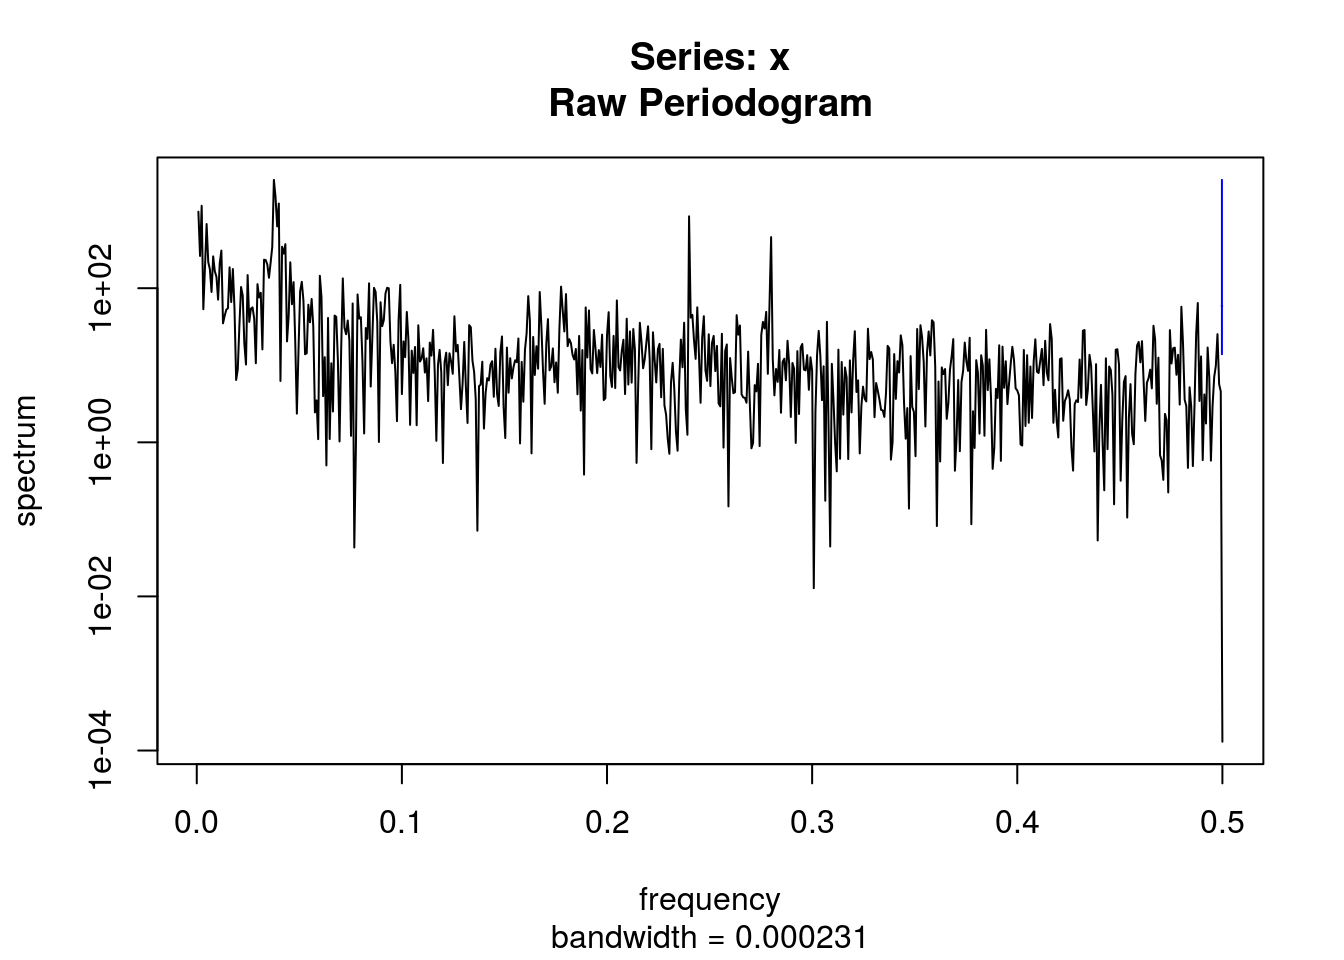 Series: x
Raw Periodogram
spectrum
1e+02
1e+00
1e-02
1e-04
0.0 0.1 0.2 0.3 0.4 0.5
frequency
bandwidth = 0.000231